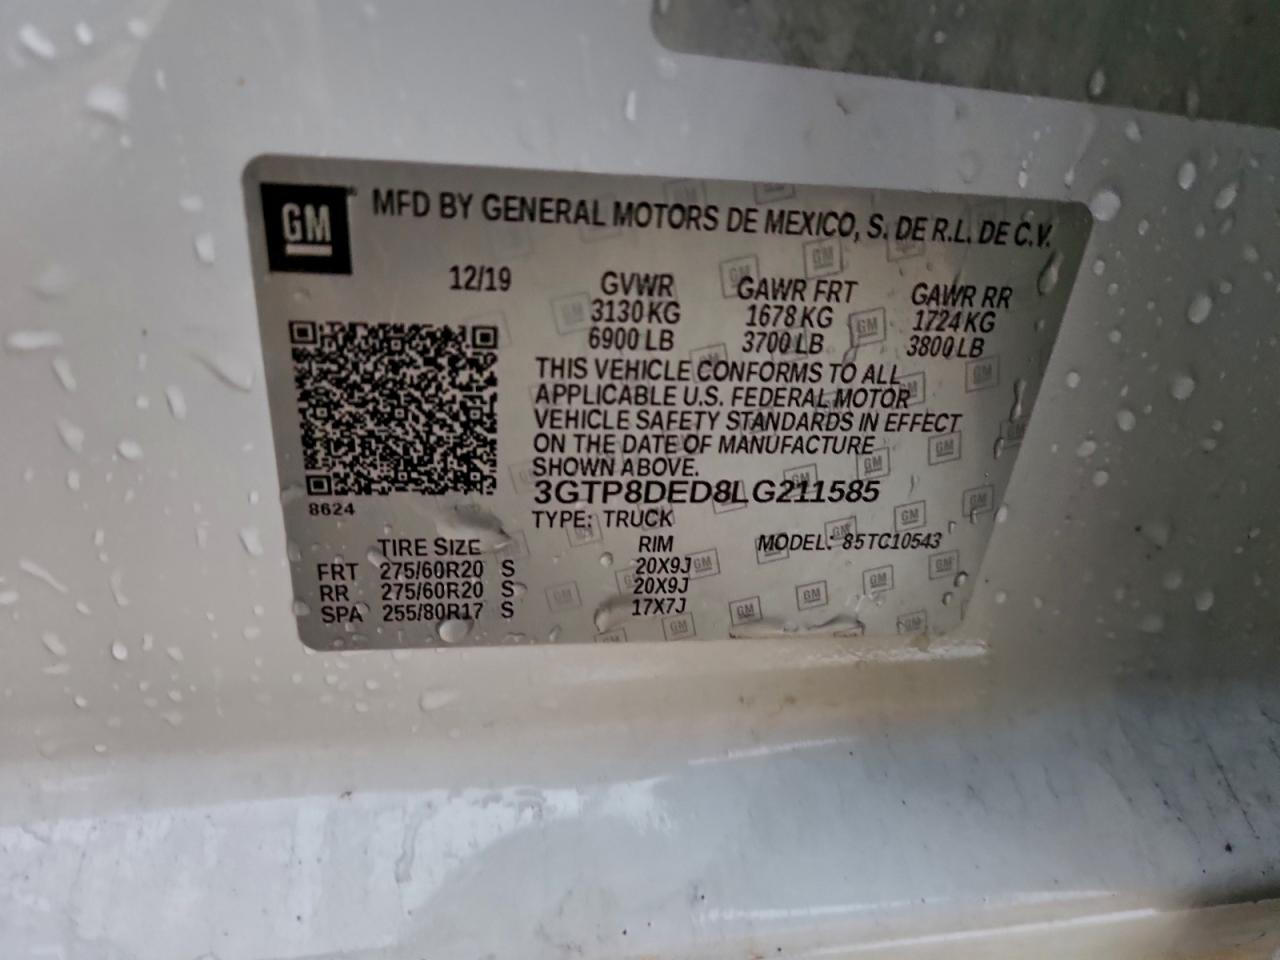 GM MFD BY GENERAL MOTORS DE MEXICO, S. DE R.L. DE C.V.
12/19 GVWR GAWR FRT GAWR RR
3130 KG 1678 KG 1724 KG
6900 LB 3700 LB 3800 LB
THIS VEHICLE CONFORMS TO ALL
APPLICABLE U.S. FEDERAL MOTOR
VEHICLE SAFETY STANDARDS IN EFFECT
ON THE DATE OF MANUFACTURE
SHOWN ABOVE.
3GTP8DED8LG211585
8624
TYPE: TRUCK
TIRE SIZE RIM MODEL: 85TC10543
FRT 275/60R20 S 20X9J
RR 275/60R20 S 20X9J
SPA 255/80R17 S 17X7J